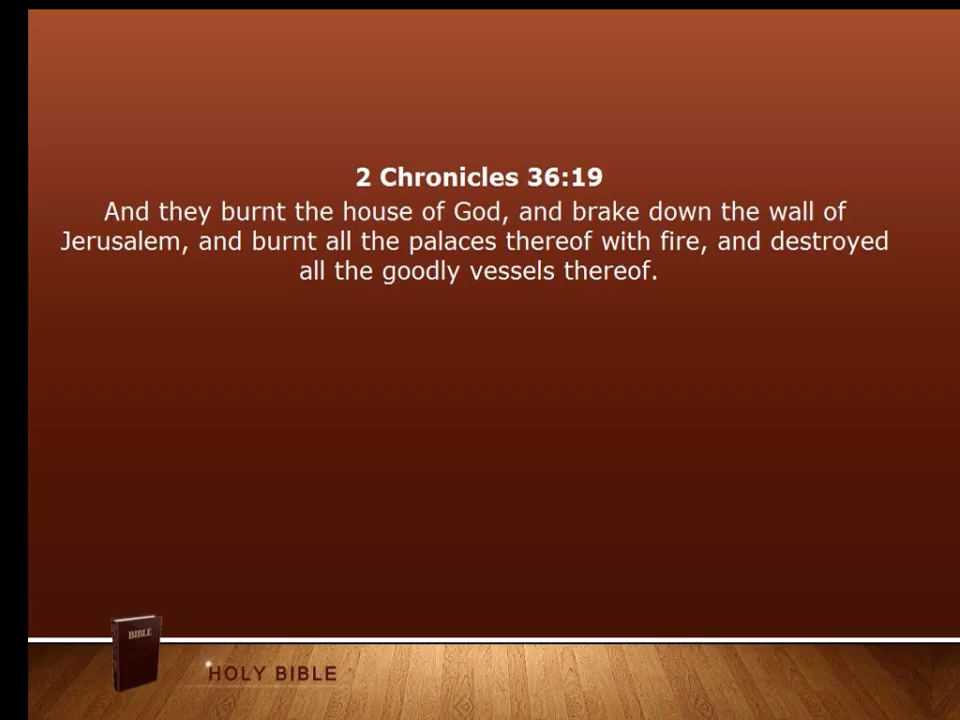 2 Chronicles 36:19
And they burnt the house of God, and brake down the wall of
Jerusalem, and burnt all the palaces thereof with fire, and destroyed
all the goodly vessels thereof.
BIBLE
HOLY BIBLE